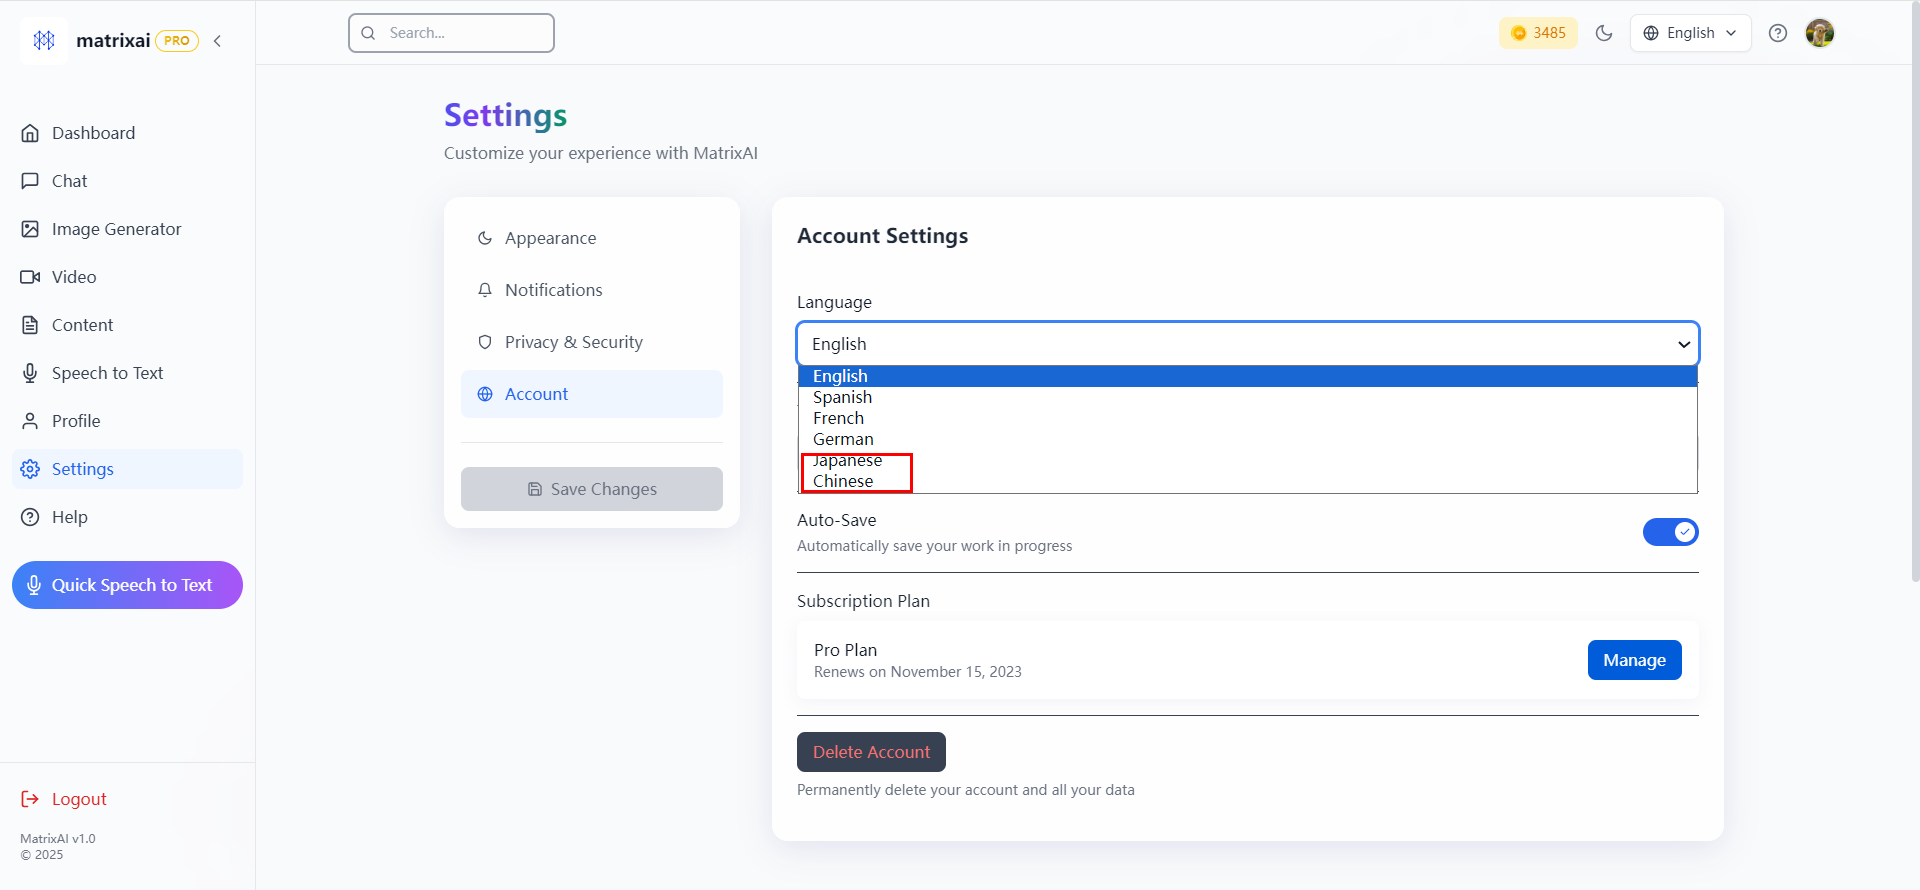 matrixai PRO
Search...
3485
English
Dashboard
Chat
Image Generator
Video
Content
Speech to Text
Profile
Settings
Help
Quick Speech to Text
Logout
MatrixAI v1.0
© 2025
Settings
Customize your experience with MatrixAI
Appearance
Notifications
Privacy & Security
Account
Save Changes
Account Settings
Language
English
English
Spanish
French
German
Japanese
Chinese
Auto-Save
Automatically save your work in progress
Subscription Plan
Pro Plan
Renews on November 15, 2023
Manage
Delete Account
Permanently delete your account and all your data